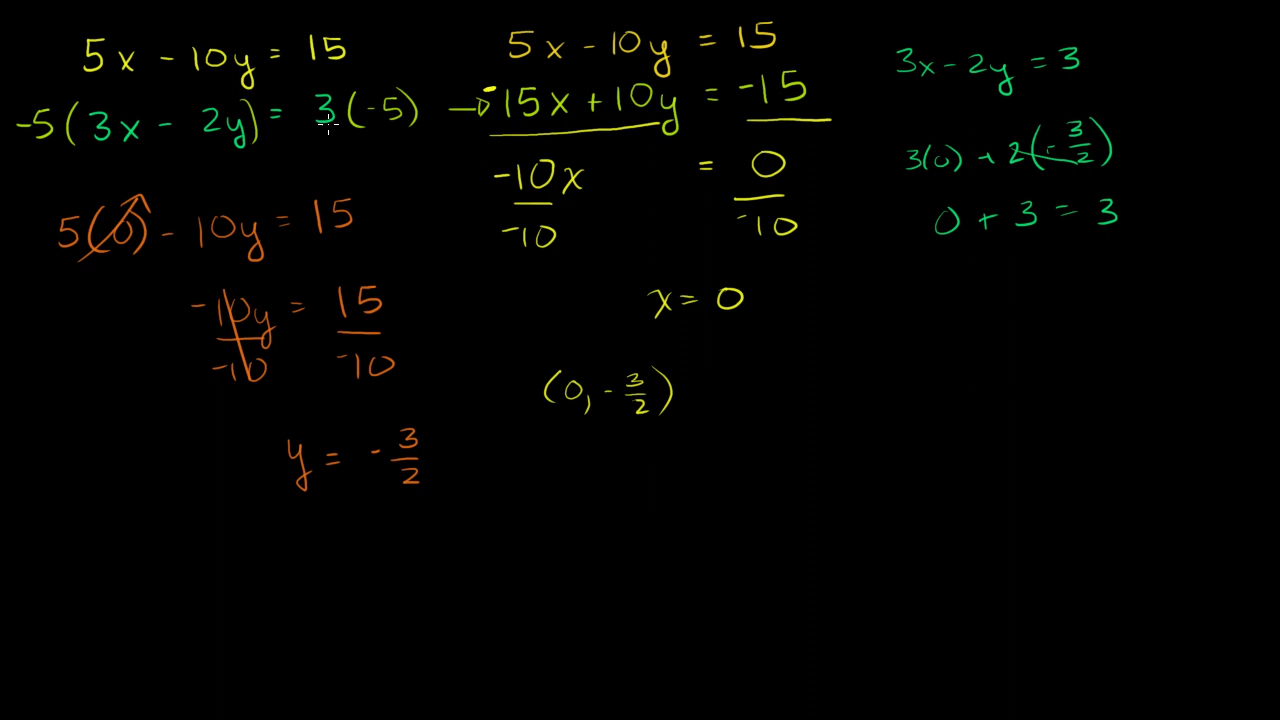 5x - 10y = 15
-5(3x - 2y) = 3(-5)
5(0) - 10y = 15
-10y = 15
-10 -10
y = - 3/2
5x - 10y = 15
→ -15x + 10y = -15
-10x = 0
-10 -10
x = 0
(0, - 3/2)
3x - 2y = 3
3(0) + 2(- 3/2)
0 + 3 = 3